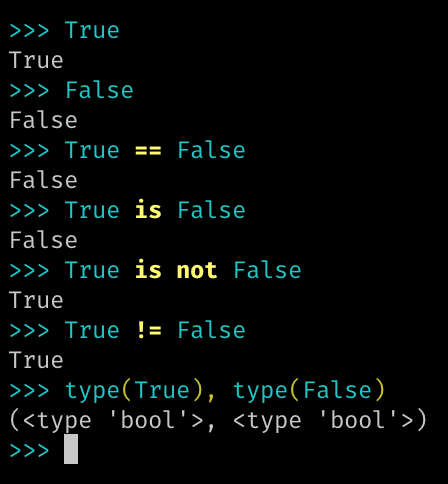 >>> True
True
>>> False
False
>>> True == False
False
>>> True is False
False
>>> True is not False
True
>>> True != False
True
>>> type(True), type(False)
(<type 'bool'>, <type 'bool'>)
>>>